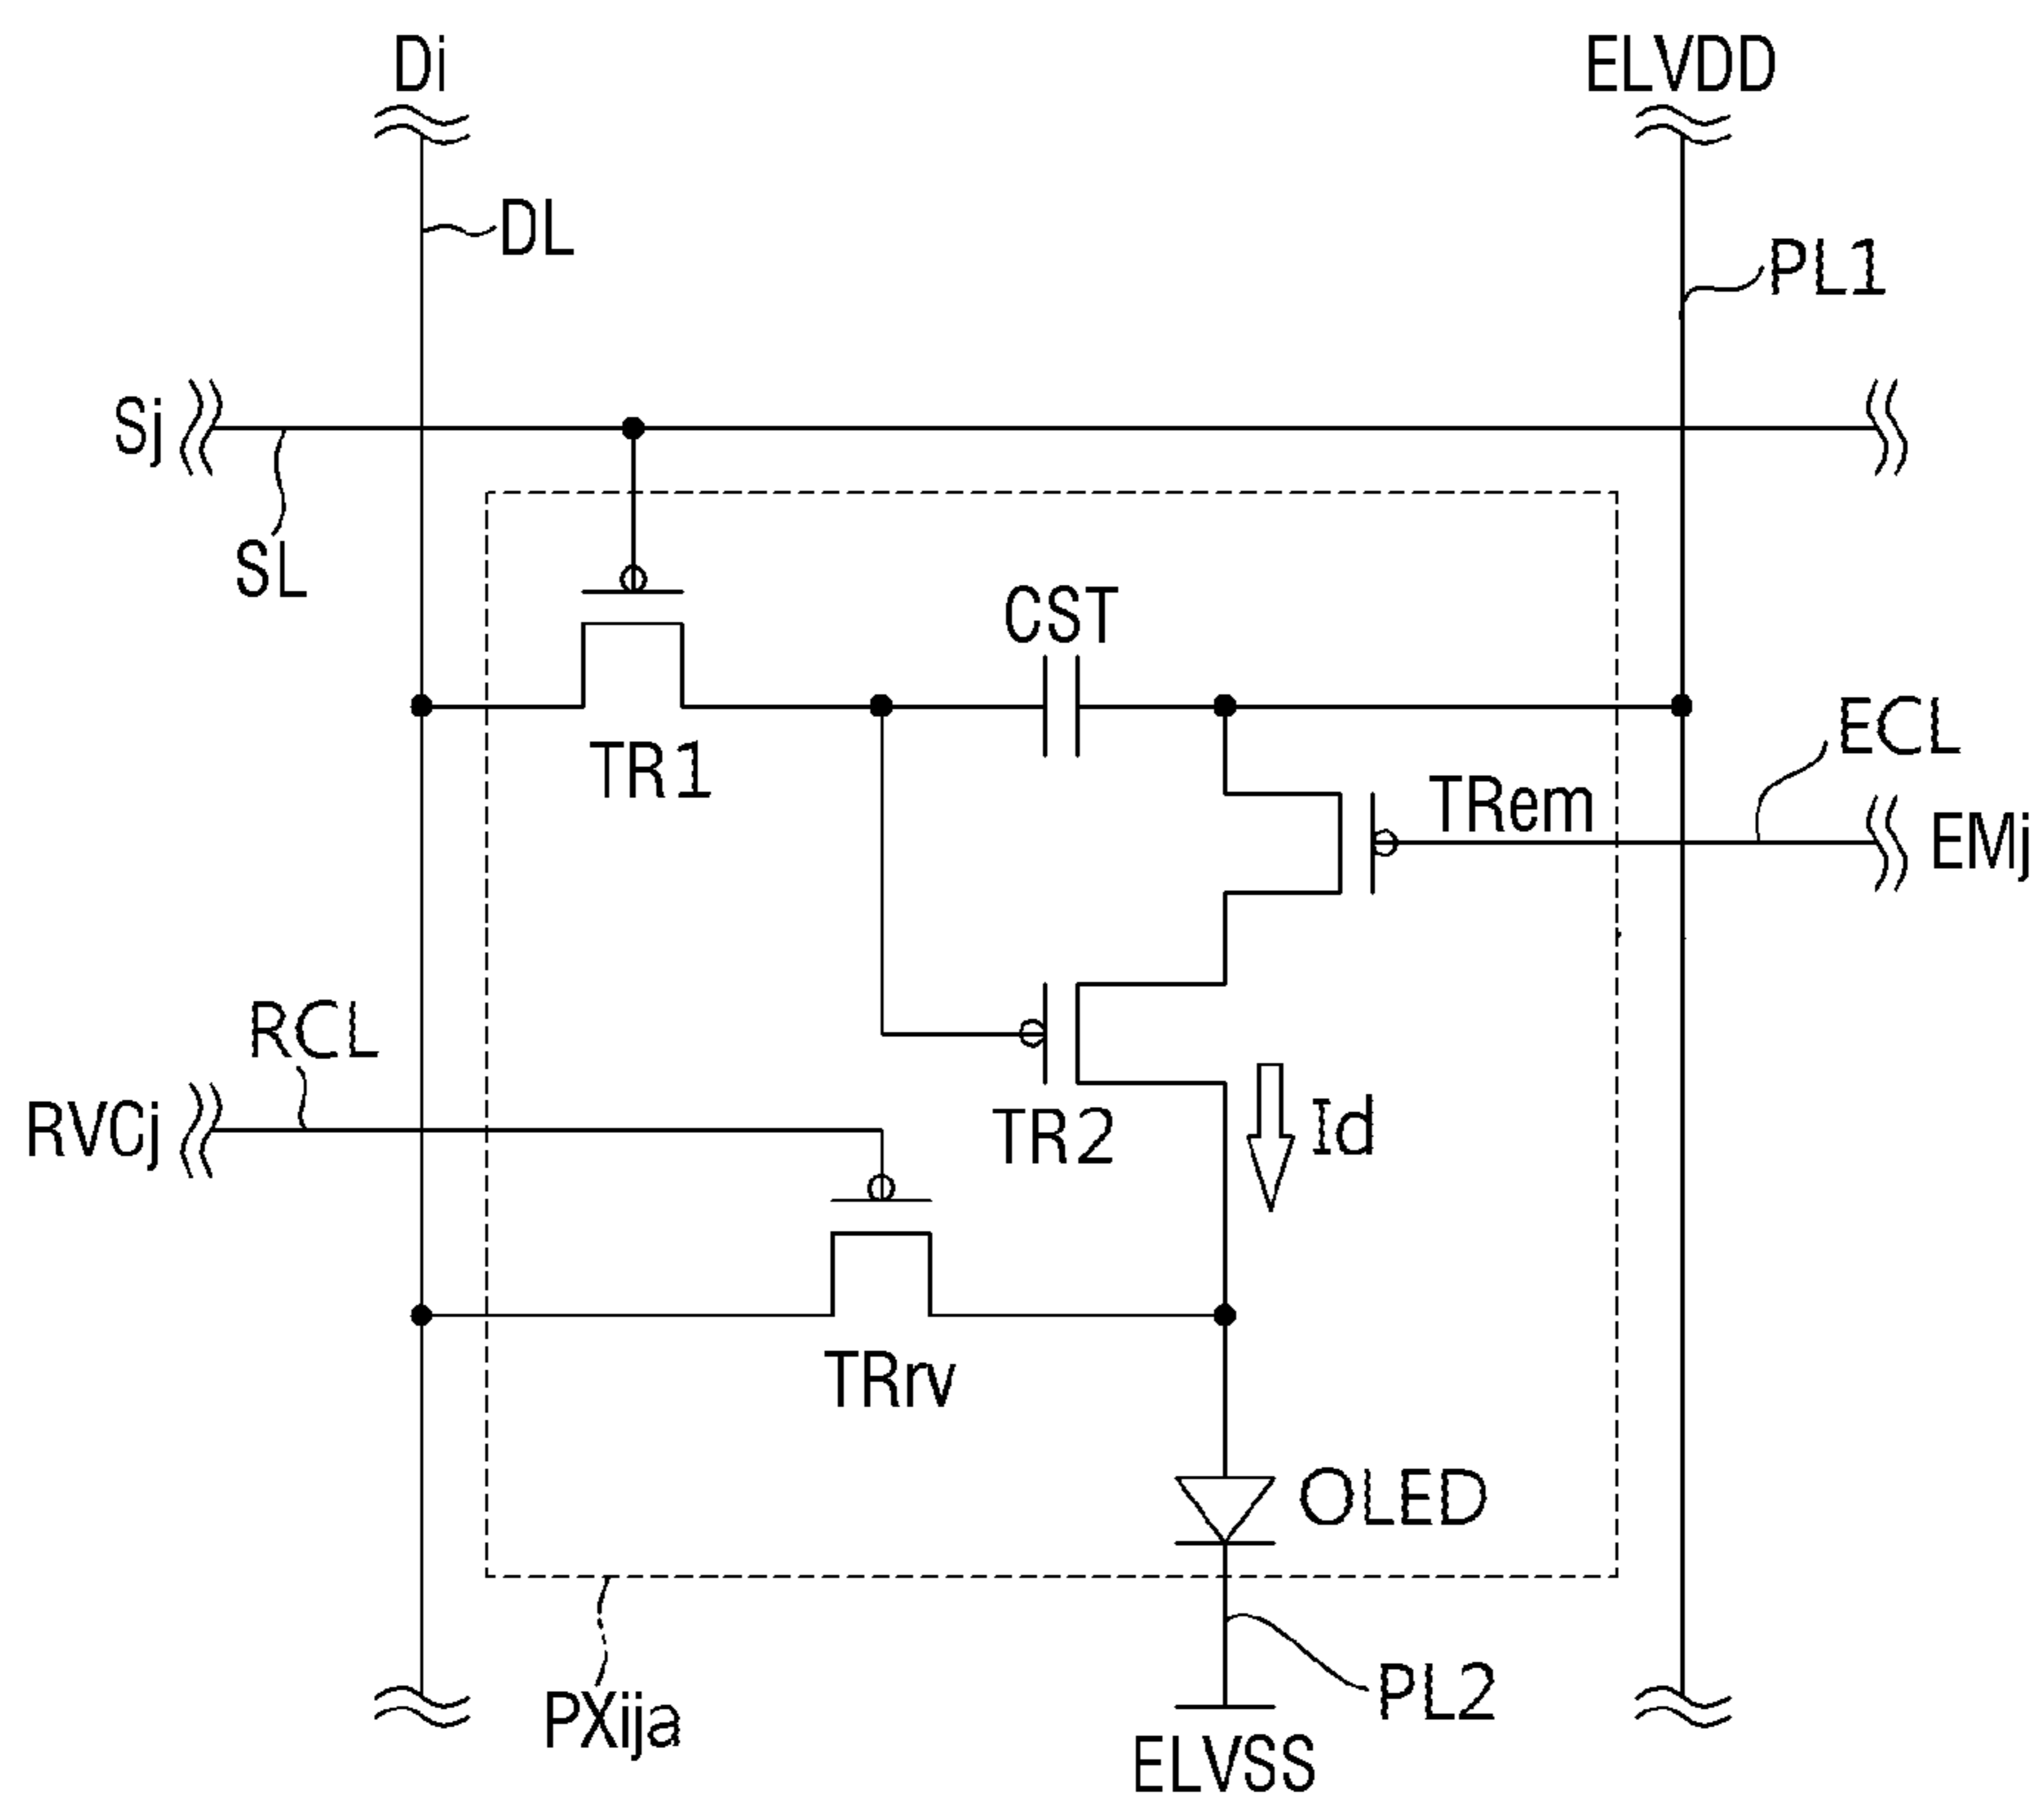 Di
ELVDD
DL
PL1
Sj
SL
CST
TR1
ECL
TRem
EMj
RCL
RVCj
TR2
Id
TRrv
OLED
PXija
PL2
ELVSS